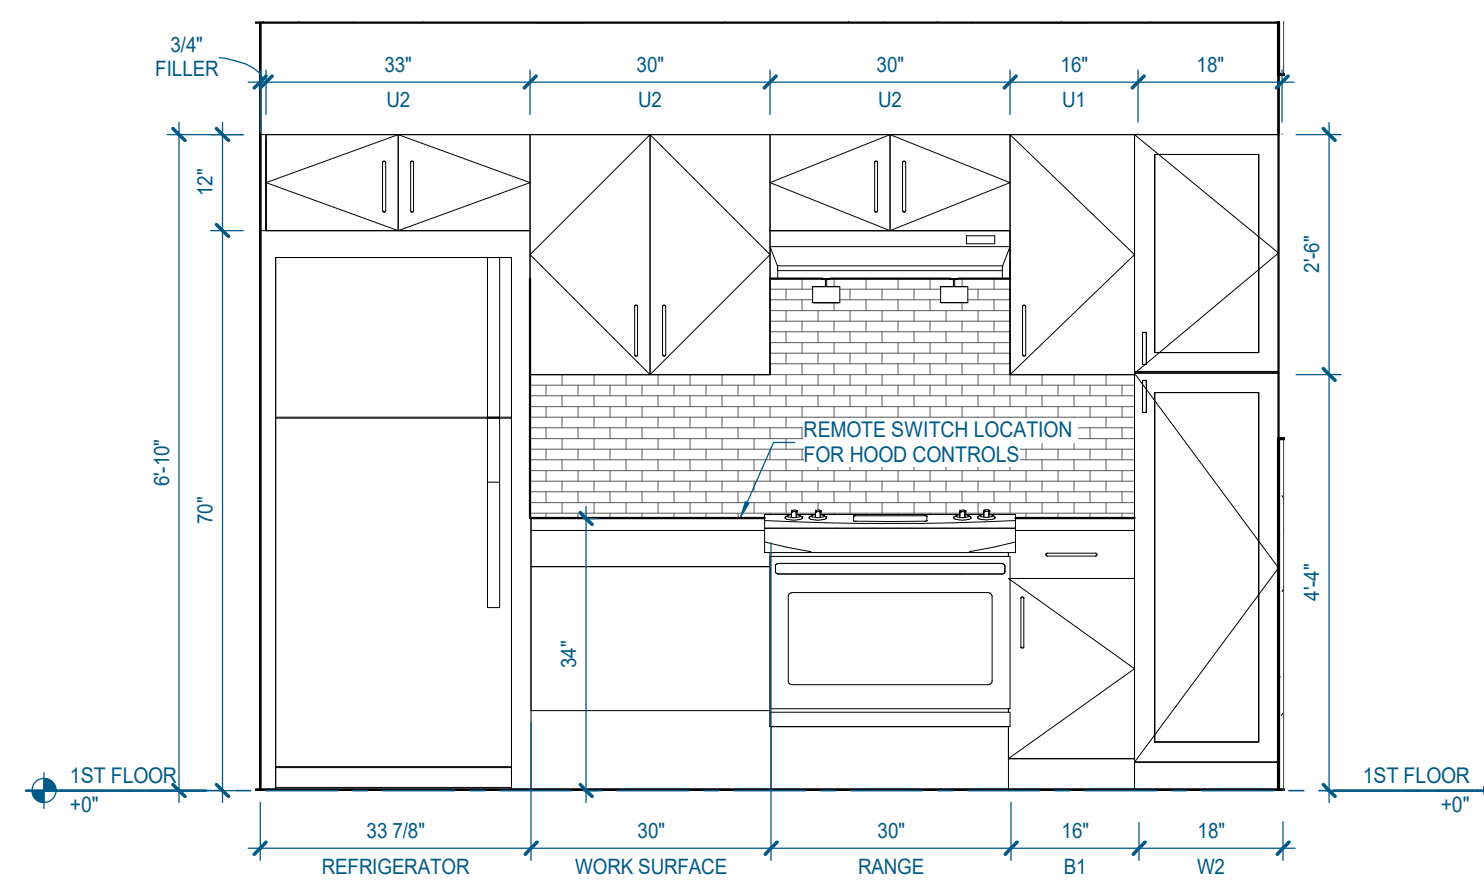 3/4"
FILLER
33"
30"
30"
16"
18"
U2
U2
U2
U1
12"
2'-6"
6'-10"
70"
REMOTE SWITCH LOCATION
FOR HOOD CONTROLS
34"
4'-4"
1ST FLOOR
+0"
1ST FLOOR
+0"
33 7/8"
30"
30"
16"
18"
REFRIGERATOR
WORK SURFACE
RANGE
B1
W2